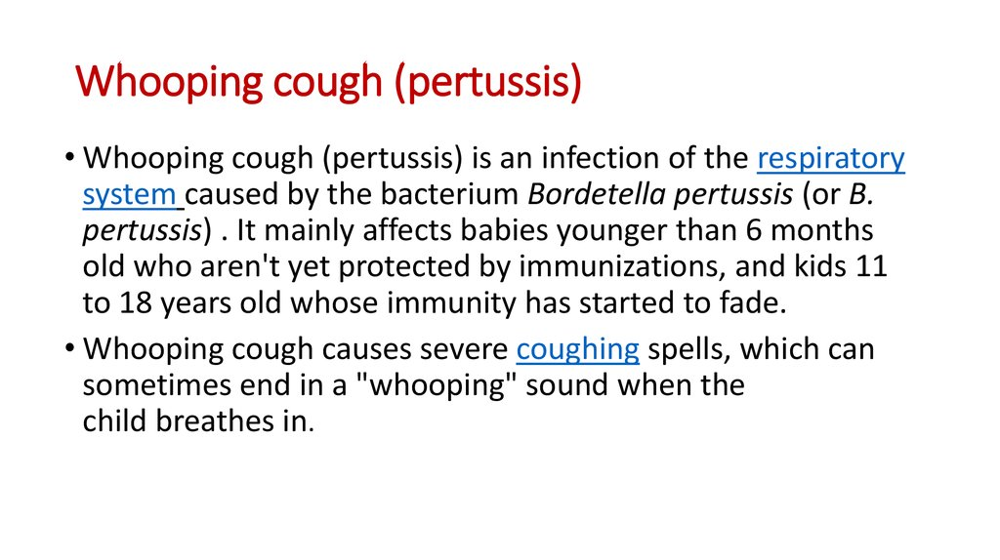 Whooping cough (pertussis)
• Whooping cough (pertussis) is an infection of the respiratory
system caused by the bacterium Bordetella pertussis (or B.
pertussis) . It mainly affects babies younger than 6 months
old who aren't yet protected by immunizations, and kids 11
to 18 years old whose immunity has started to fade.
• Whooping cough causes severe coughing spells, which can
sometimes end in a "whooping" sound when the
child breathes in.